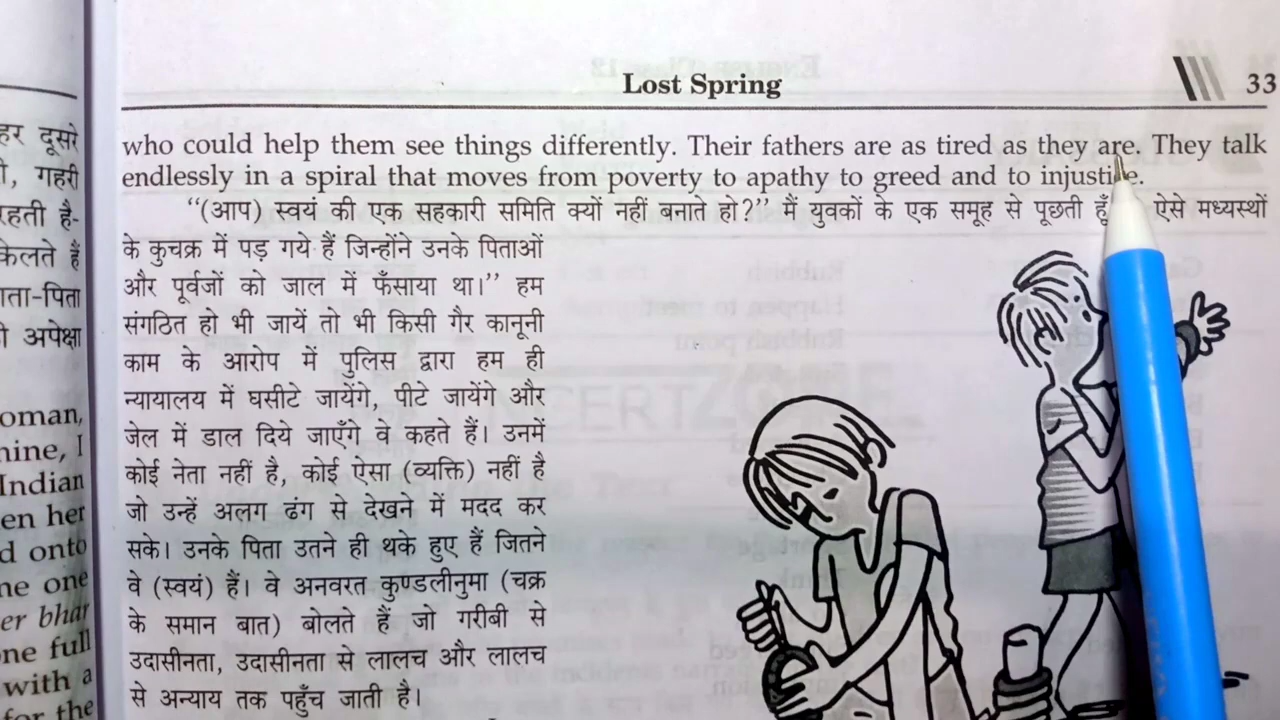 हर दूसरे
गहरी
रहती है-
केलते हैं
पिता
अपेक्षा
oman,
I
Indian
en her
onto
one
er bhar
full
with a
for the
Lost Spring
33
who could help them see things differently. Their fathers are as tired as they are. They talk
endlessly in a spiral that moves from poverty to apathy to greed and to injustice.
"(आप) स्वयं की एक सहकारी समिति क्यों नहीं बनाते हो?" मैं युवकों के एक समूह से पूछती हूँ ऐसे मध्यस्थों
के कुचक्र में पड़ गये हैं जिन्होंने उनके पिताओं
और पूर्वजों को जाल में फँसाया था।" हम
संगठित हो भी जायें तो भी किसी गैर कानूनी
काम के आरोप में पुलिस द्वारा हम ही
न्यायालय में घसीटे जायेंगे, पीटे जायेंगे और
जेल में डाल दिये जाएँगे वे कहते हैं। उनमें
कोई नेता नहीं है, कोई ऐसा (व्यक्ति) नहीं है
जो उन्हें अलग ढंग से देखने में मदद कर
सके। उनके पिता उतने ही थके हुए हैं जितने
वे (स्वयं) हैं। वे अनवरत कुण्डलीनुमा (चक्र
के समान बात) बोलते हैं जो गरीबी से
उदासीनता, उदासीनता से लालच और लालच
से अन्याय तक पहुँच जाती है।
NCERTZONE